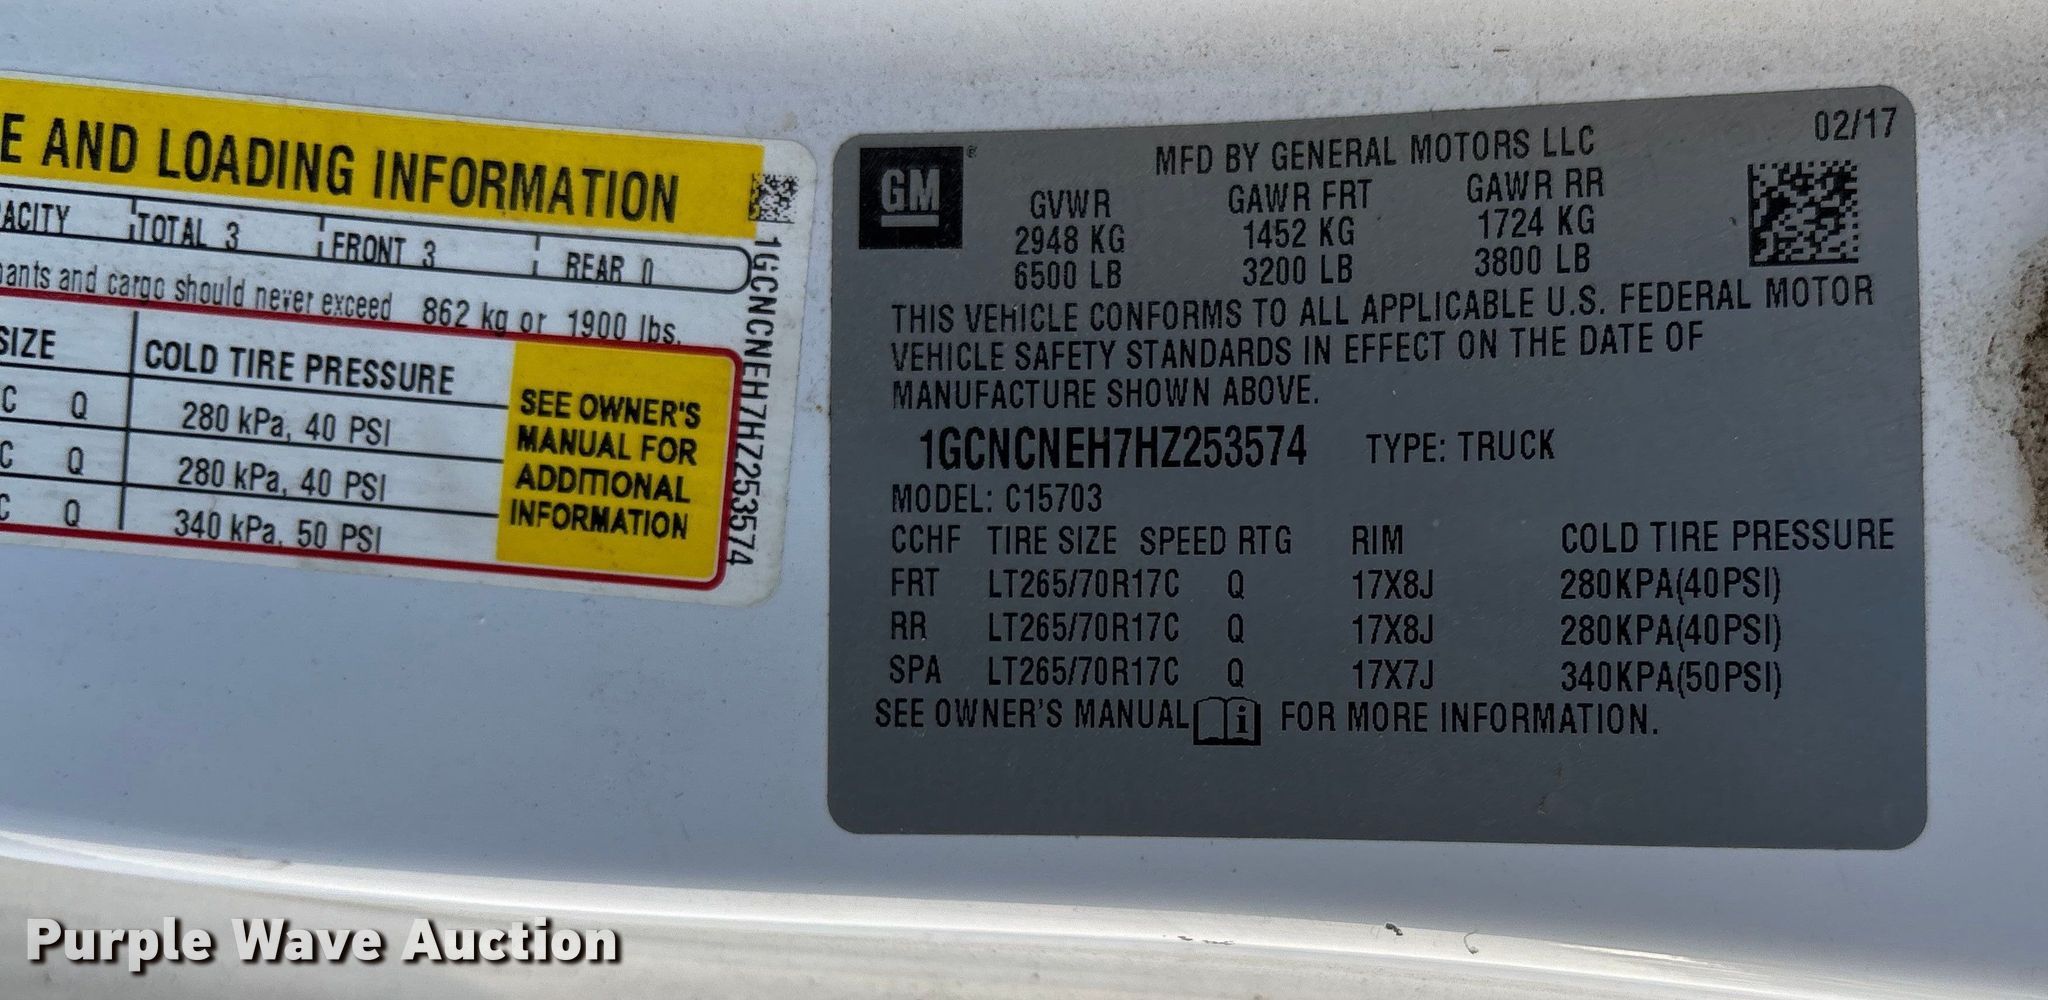 E AND LOADING INFORMATION
ACITY TOTAL 3 FRONT 3 REAR 0
pants and cargo should never exceed 862 kg or 1900 lbs.
SIZE COLD TIRE PRESSURE
C Q 280 kPa, 40 PSI
C Q 280 kPa, 40 PSI
C Q 340 kPa, 50 PSI
SEE OWNER'S
MANUAL FOR
ADDITIONAL
INFORMATION
1GCNCNEH7HZ253574
GM
MFD BY GENERAL MOTORS LLC 02/17
GVWR GAWR FRT GAWR RR
2948 KG 1452 KG 1724 KG
6500 LB 3200 LB 3800 LB
THIS VEHICLE CONFORMS TO ALL APPLICABLE U.S. FEDERAL MOTOR
VEHICLE SAFETY STANDARDS IN EFFECT ON THE DATE OF
MANUFACTURE SHOWN ABOVE.
1GCNCNEH7HZ253574 TYPE: TRUCK
MODEL: C15703
CCHF TIRE SIZE SPEED RTG RIM COLD TIRE PRESSURE
FRT LT265/70R17C Q 17X8J 280KPA(40PSI)
RR LT265/70R17C Q 17X8J 280KPA(40PSI)
SPA LT265/70R17C Q 17X7J 340KPA(50PSI)
SEE OWNER'S MANUAL i FOR MORE INFORMATION.
Purple Wave Auction